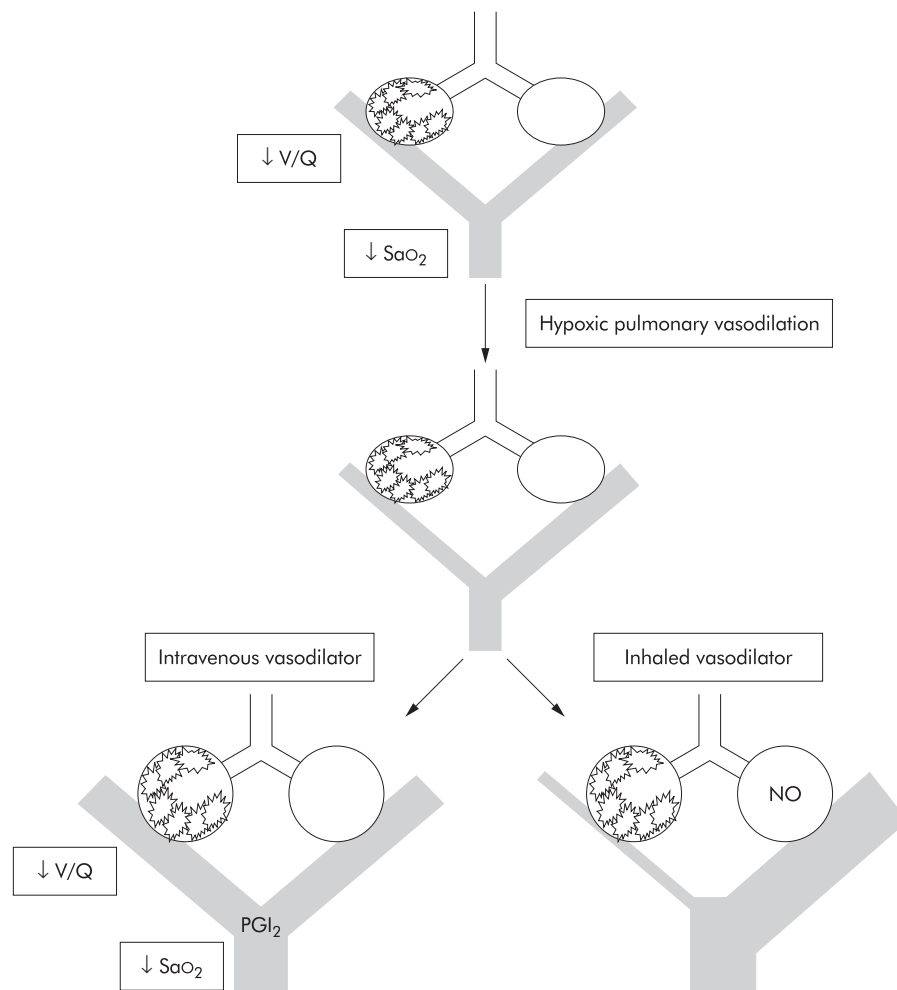 ↓ V/Q
↓ SaO₂
Hypoxic pulmonary vasodilation
Intravenous vasodilator
Inhaled vasodilator
NO
↓ V/Q
PGI₂
↓ SaO₂